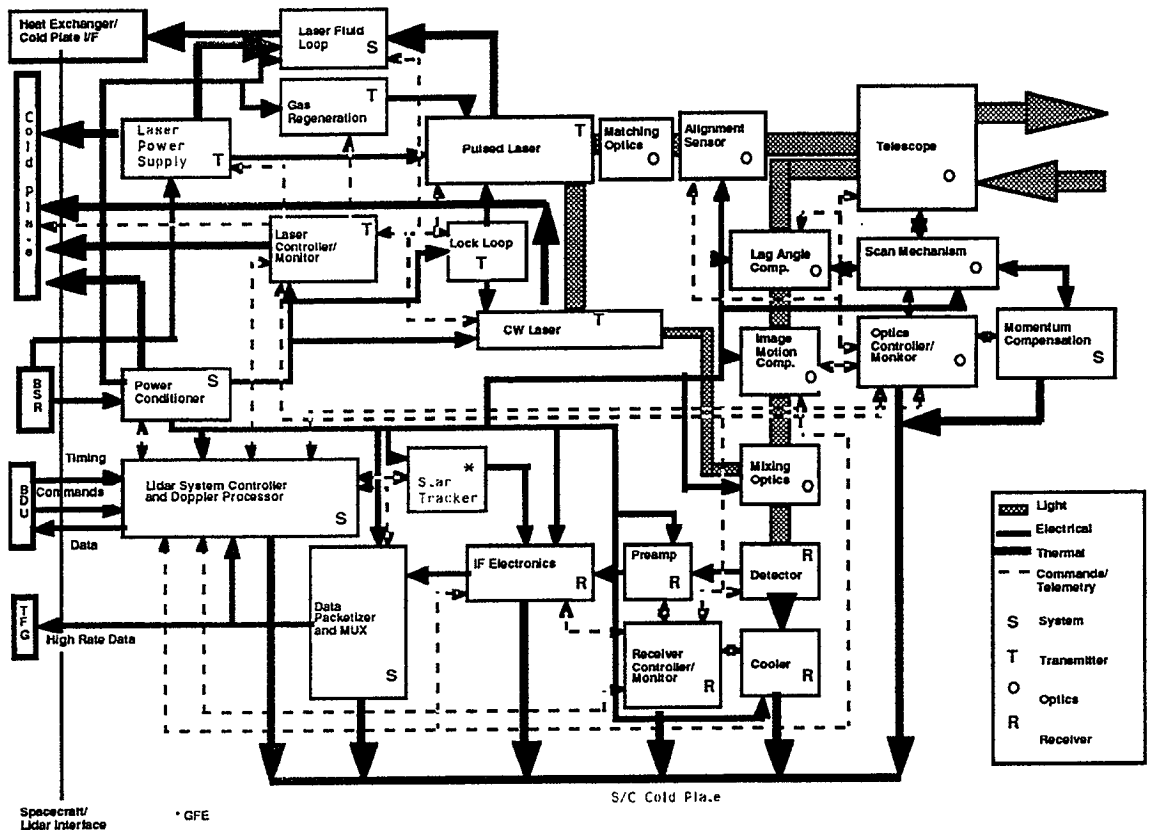 Heat Exchanger/
Cold Plate I/F
Laser Fluid
Loop
S
Gas
Regeneration
T
Laser
Power
Supply
T
Pulsed Laser
T
Matching
Optics
O
Alignment
Sensor
O
Telescope
O
Laser
Controller/
Monitor
T
Lock Loop
T
Lag Angle
Comp.
O
Scan Mechanism
O
CW Laser
T
Image
Motion
Comp.
O
Optics
Controller/
Monitor
O
Momentum
Compensation
S
BSR
Power
Conditioner
S
Timing
BDU
Commands
Data
Lidar System Controller
and Doppler Processor
S
*
Tracker
Mixing
Optics
O
IF Electronics
R
Preamp
R
Detector
R
TFG
High Rate Data
Data
Packetizer
and MUX
S
Receiver
Controller/
Monitor
R
Cooler
R
Light
Electrical
Thermal
Commands/
Telemetry
S System
T Transmitter
O Optics
R Receiver
S/C Cold
Spacecraft/
Lidar Interface
* GFE